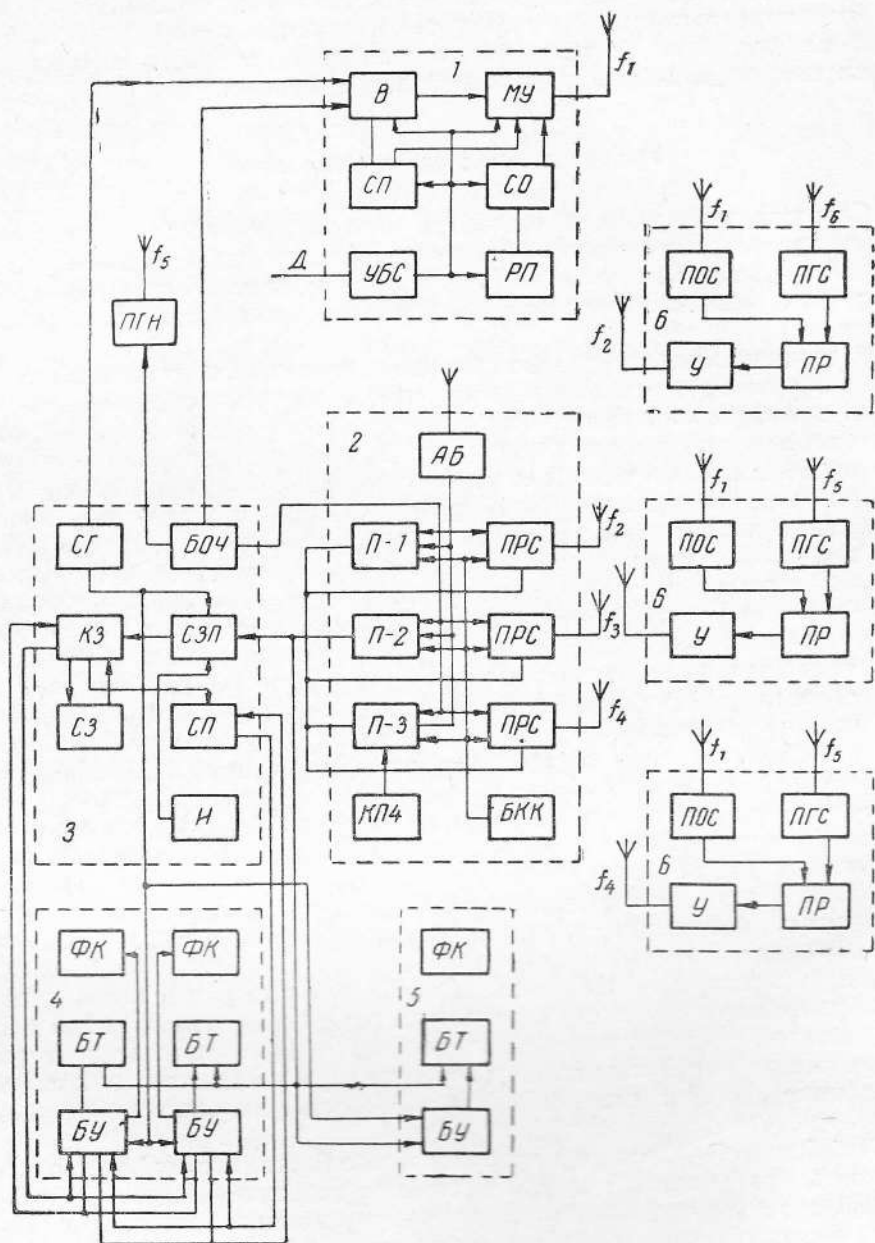 1
f₁
В
МУ
СП
СО
Д
УБС
РП
f₅
ПГН
f₁
f₆
ПОС
ПГС
6
f₂
У
ПР
2
АБ
СГ
БОЧ
П-1
ПРС
f₂
f₁
f₅
ПОС
ПГС
6
У
ПР
КЗ
СЭП
П-2
ПРС
f₃
СЗ
СП
П-3
ПРС
f₄
f₁
f₅
ПОС
ПГС
6
f₄
У
ПР
И
КП4
БКК
3
ФК
ФК
ФК
4
5
БТ
БТ
БТ
БУ
БУ
БУ